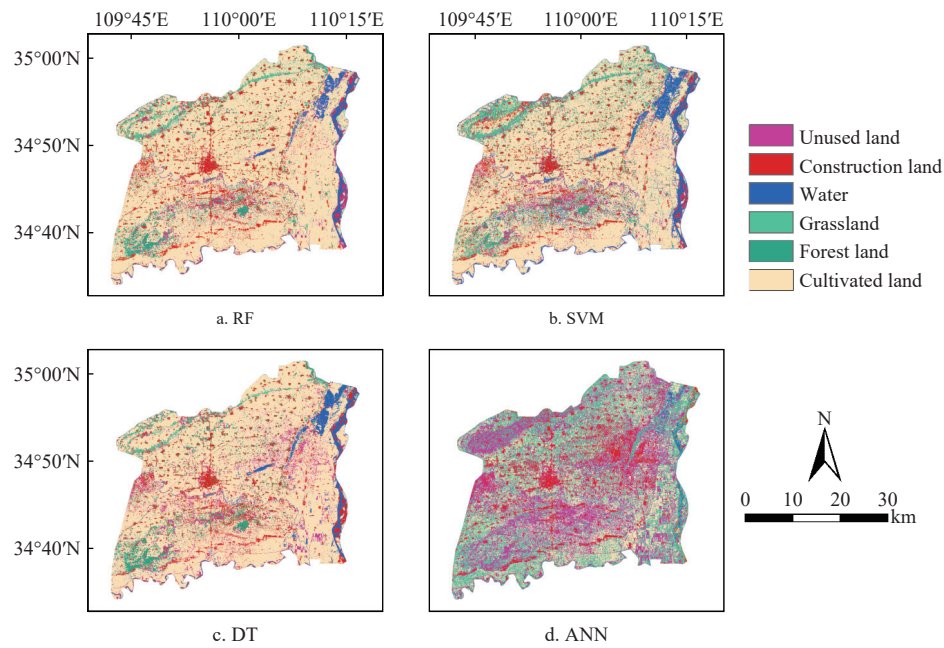 109°45′E 110°00′E 110°15′E 109°45′E 110°00′E 110°15′E
35°00′N
34°50′N
34°40′N
a. RF
b. SVM
Unused land
Construction land
Water
Grassland
Forest land
Cultivated land
35°00′N
34°50′N
34°40′N
c. DT
d. ANN
N
0 10 20 30
km